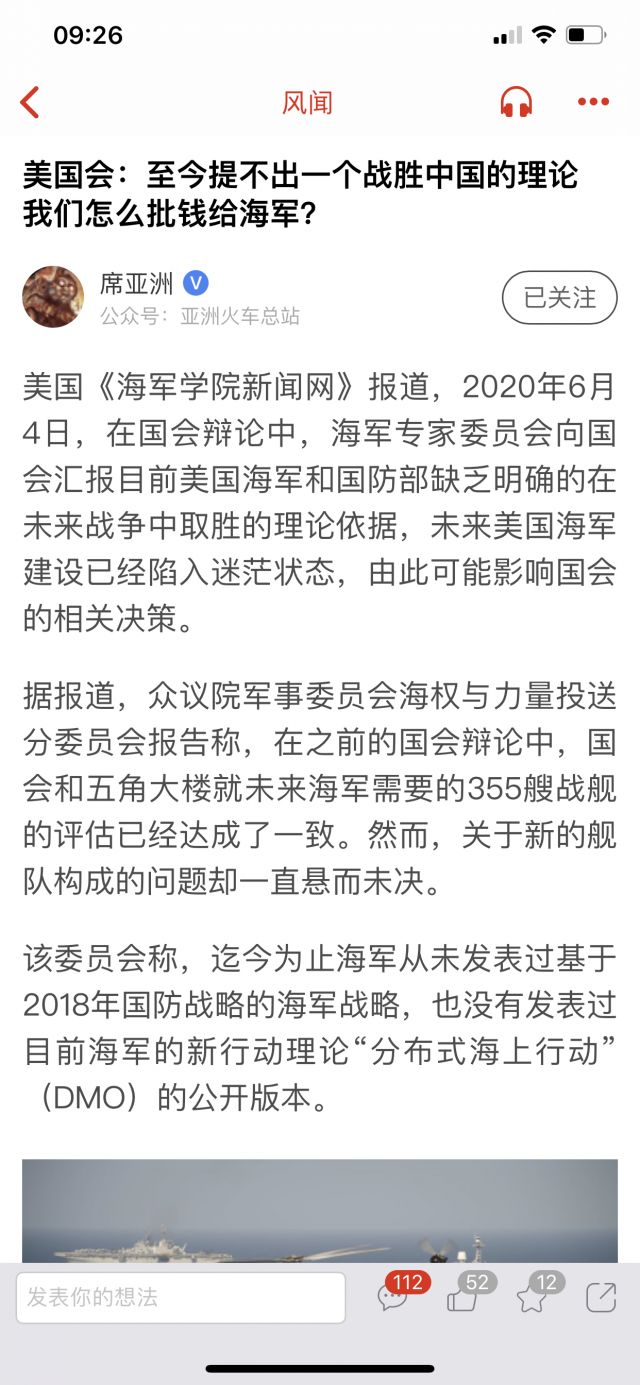 09:26
风闻
美国会：至今提不出一个战胜中国的理论
我们怎么批钱给海军？
席亚洲 V
公众号：亚洲火车总站
已关注
美国《海军学院新闻网》报道，2020年6月
4日，在国会辩论中，海军专家委员会向国
会汇报目前美国海军和国防部缺乏明确的在
未来战争中取胜的理论依据，未来美国海军
建设已经陷入迷茫状态，由此可能影响国会
的相关决策。
据报道，众议院军事委员会海权与力量投送
分委员会报告称，在之前的国会辩论中，国
会和五角大楼就未来海军需要的355艘战舰
的评估已经达成了一致。然而，关于新的舰
队构成的问题却一直悬而未决。
该委员会称，迄今为止海军从未发表过基于
2018年国防战略的海军战略，也没有发表过
目前海军的新行动理论“分布式海上行动”
（DMO）的公开版本。
发表你的想法
112
52
12